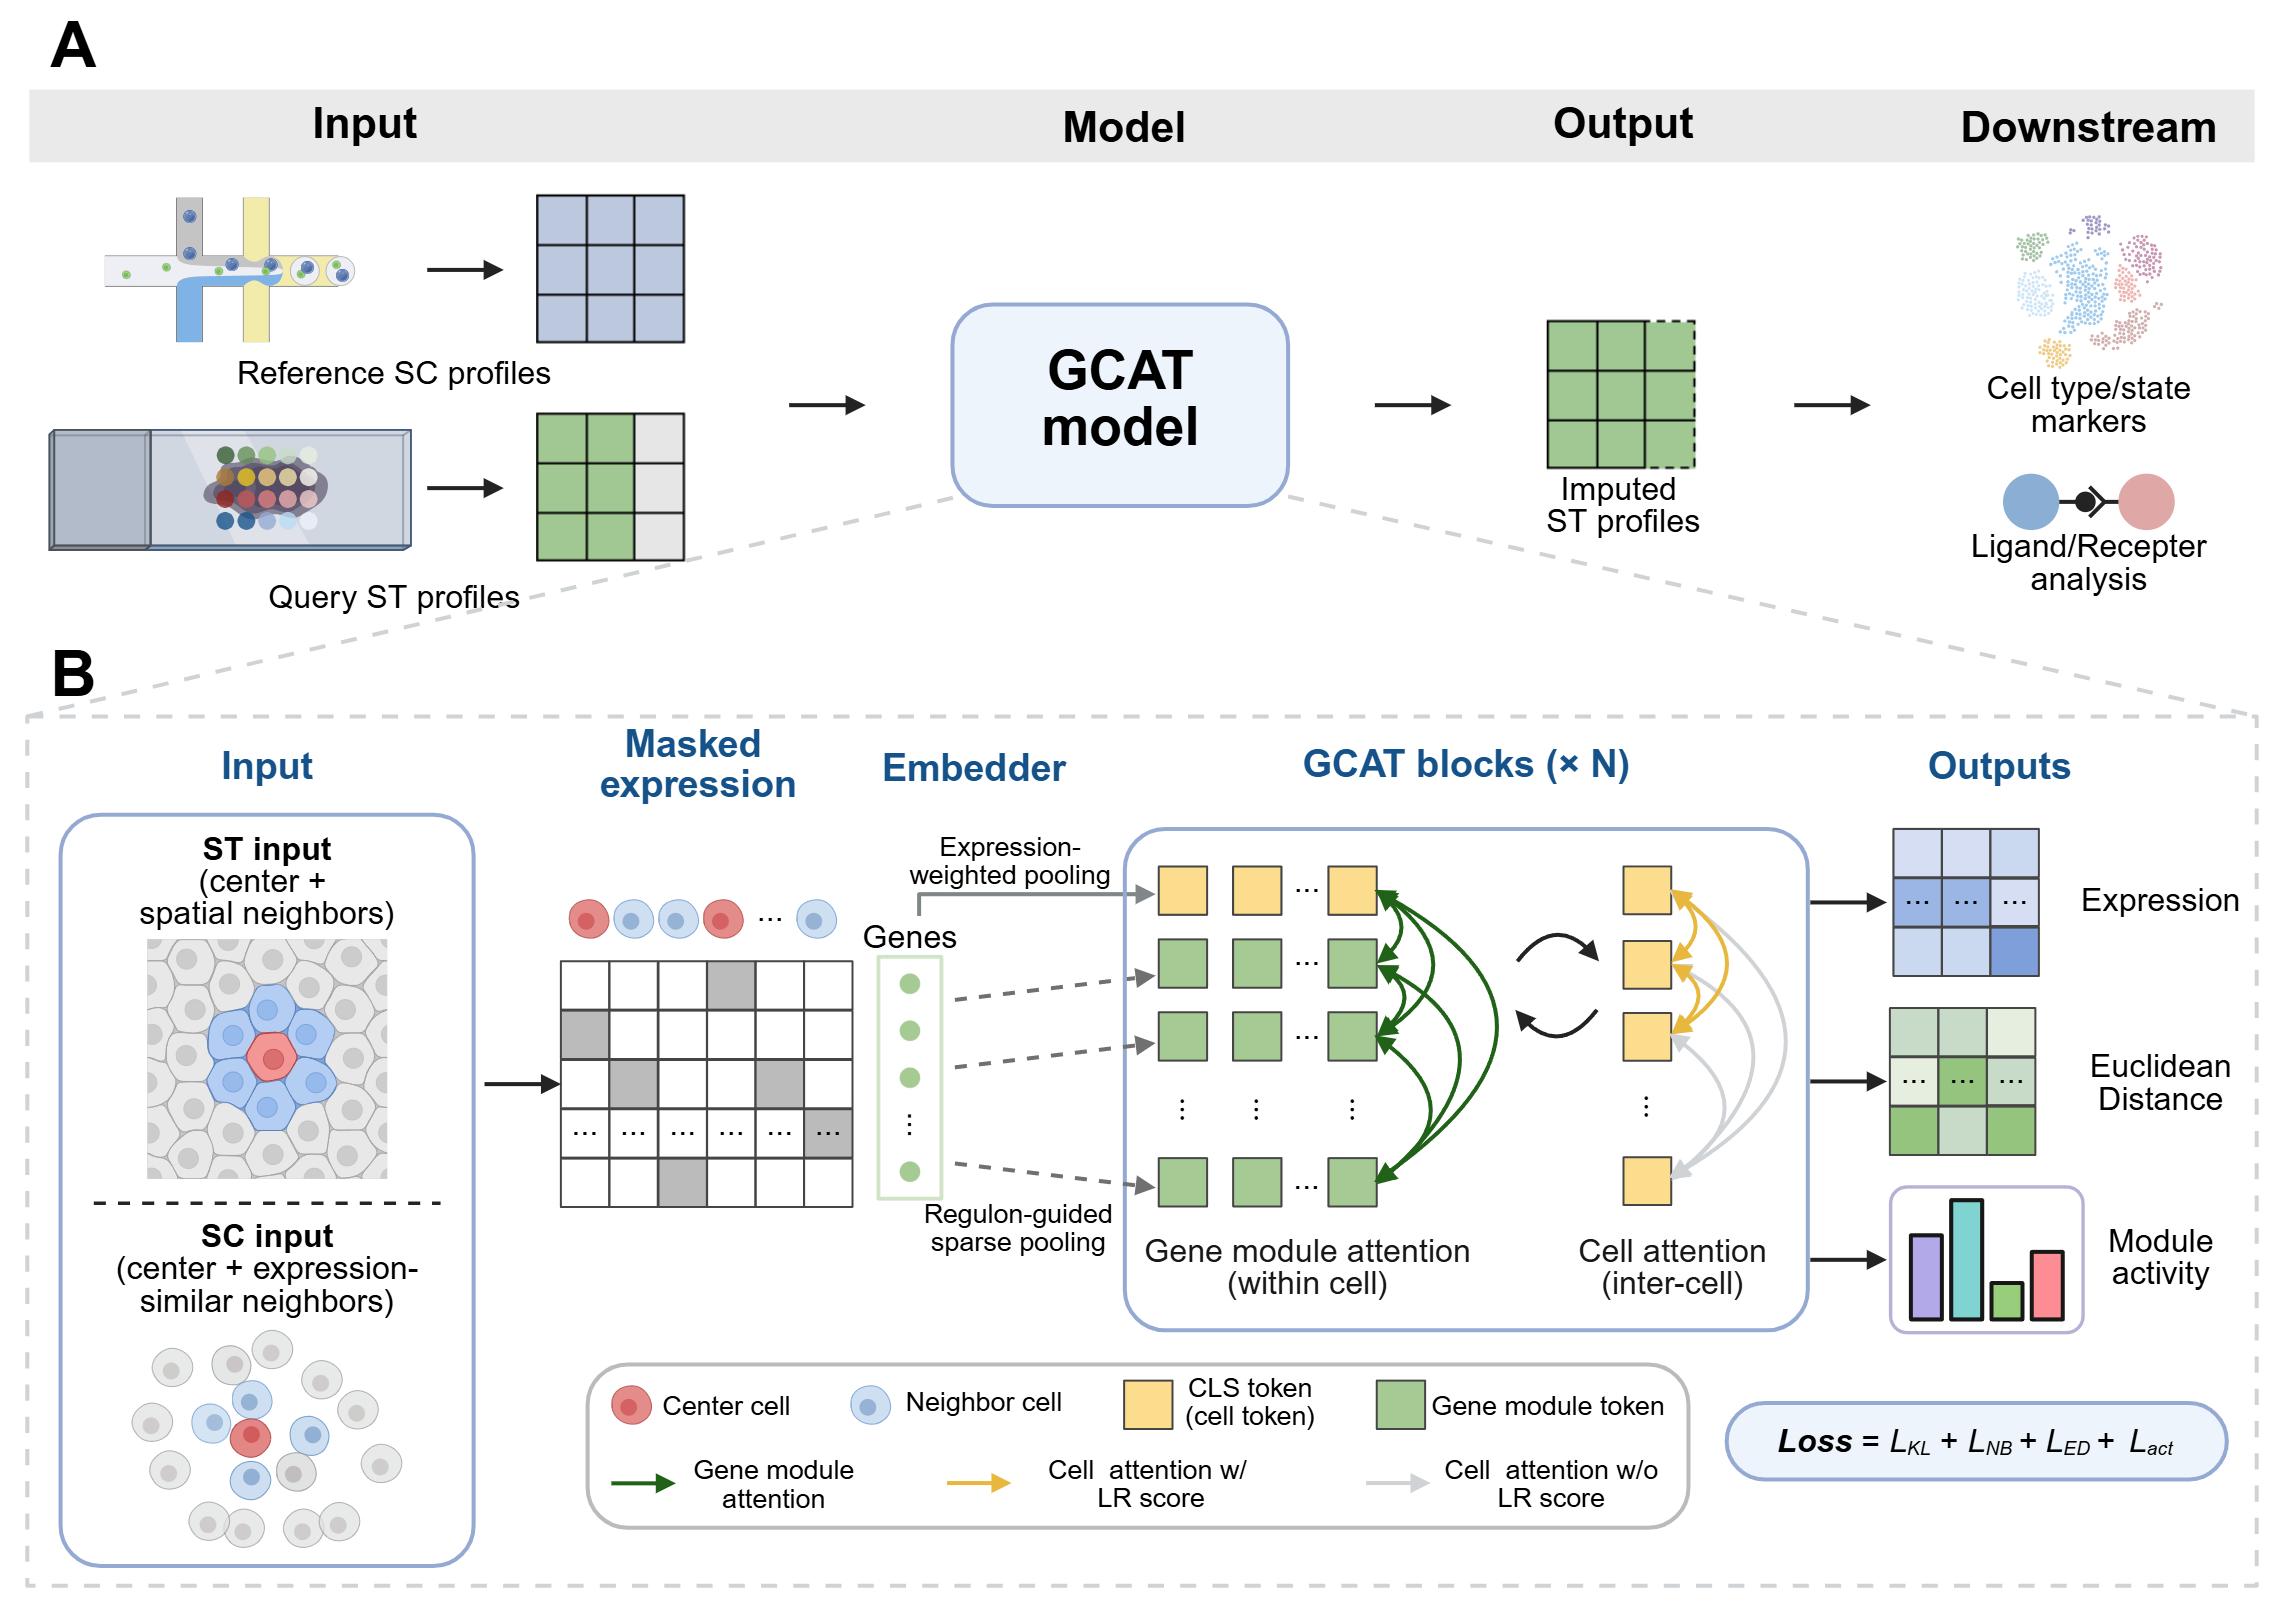 A
Input
Model
Output
Downstream
Reference SC profiles
Query ST profiles
GCAT
model
Imputed
ST profiles
Cell type/state
markers
Ligand/Recepter
analysis
B
Input
Masked
expression
Embedder
GCAT blocks (× N)
Outputs
ST input
(center +
spatial neighbors)
SC input
(center + expression-
similar neighbors)
...
... ... ... ... ... ...
Expression-
weighted pooling
Genes
⋮
Regulon-guided
sparse pooling
...
...
...
⋮ ⋮ ⋮
...
Gene module attention
(within cell)
⋮
Cell attention
(inter-cell)
... ... ...
Expression
... ... ...
Euclidean
Distance
Module
activity
Center cell
Neighbor cell
CLS token
(cell token)
Gene module token
Gene module
attention
Cell attention w/
LR score
Cell attention w/o
LR score
Loss = L_KL + L_NB + L_ED + L_act